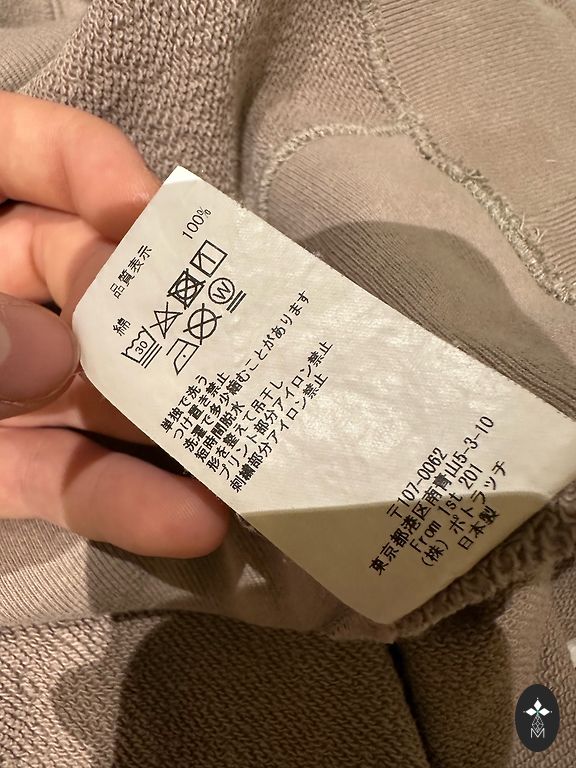 品質表示
綿 100%
30
W
単独で洗う
つけ置き禁止
洗濯で多少縮むことがあります
短時間脱水
形を整えて吊干し
プリント部分アイロン禁止
刺繍部分アイロン禁止
〒107-0062
東京都港区南青山5-3-10
From 1st 201
(株) ポトラッチ
日本製
M